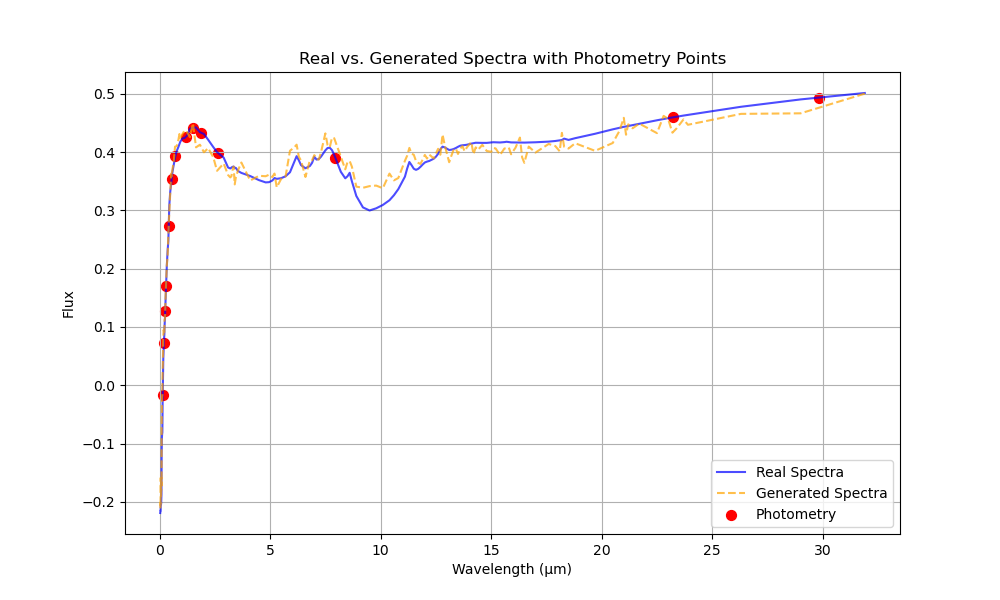 Real vs. Generated Spectra with Photometry Points
Flux
0.5
0.4
0.3
0.2
0.1
0.0
−0.1
−0.2
Real Spectra
Generated Spectra
Photometry
0 5 10 15 20 25 30
Wavelength (μm)